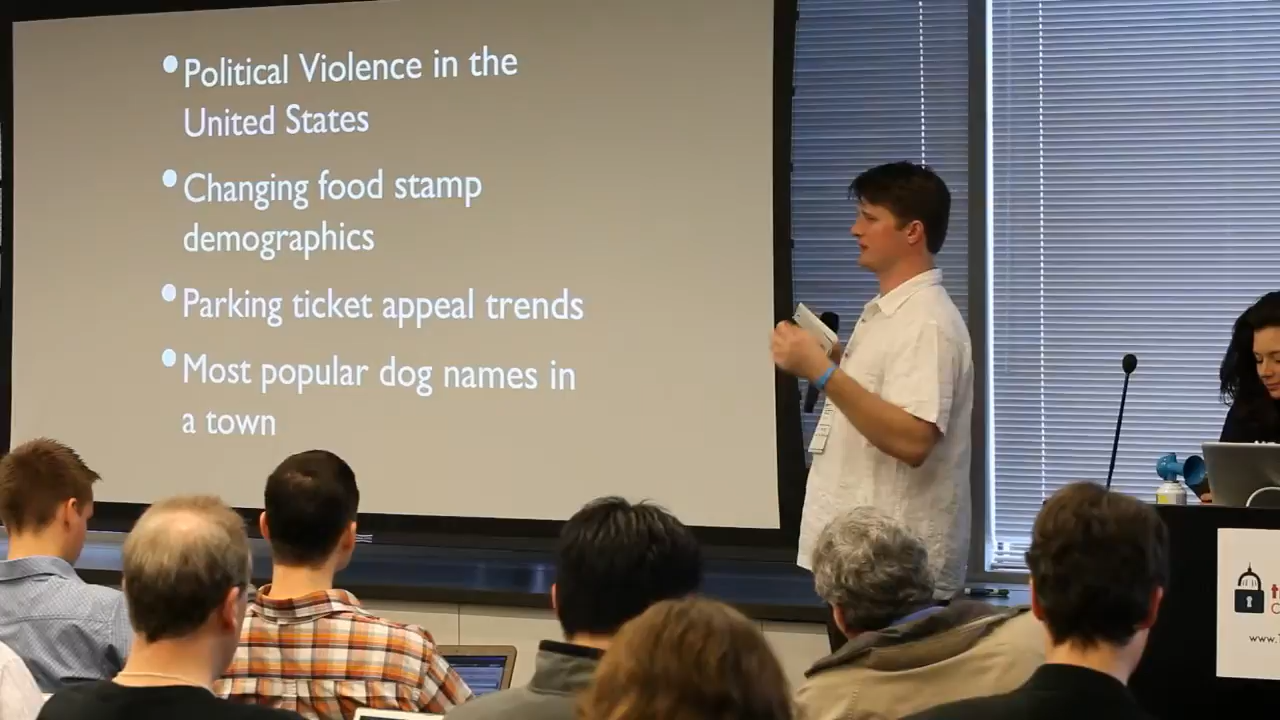 •Political Violence in the
United States
•Changing food stamp
demographics
•Parking ticket appeal trends
•Most popular dog names in
a town
www.